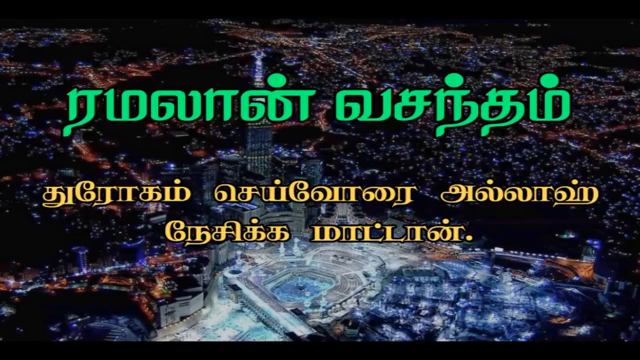 ரமலான் வசந்தம்
துரோகம் செய்வோரை அல்லாஹ்
நேசிக்க மாட்டான்.